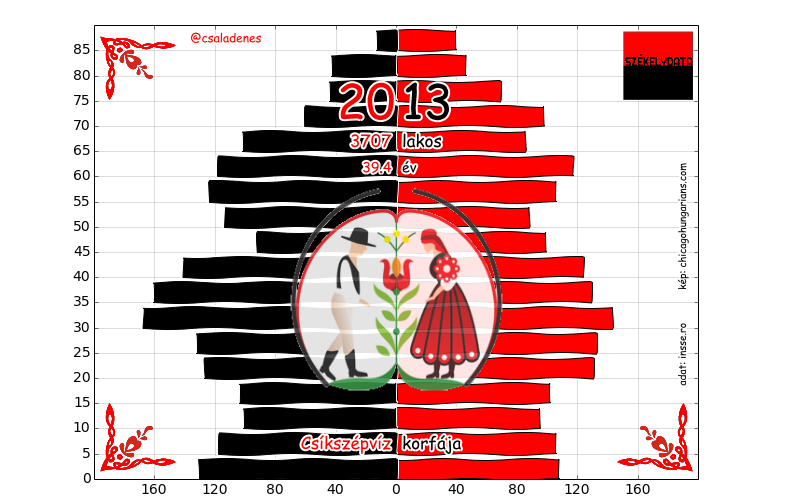 @csaladenes
SZÉKELYDATA
2013
3707 lakos
39.4 év
kép: chicagohungarians.com
adat: insse.ro
Csíkszépvíz korfája
85
80
75
70
65
60
55
50
45
40
35
30
25
20
15
10
5
0
160 120 80 40 0 40 80 120 160